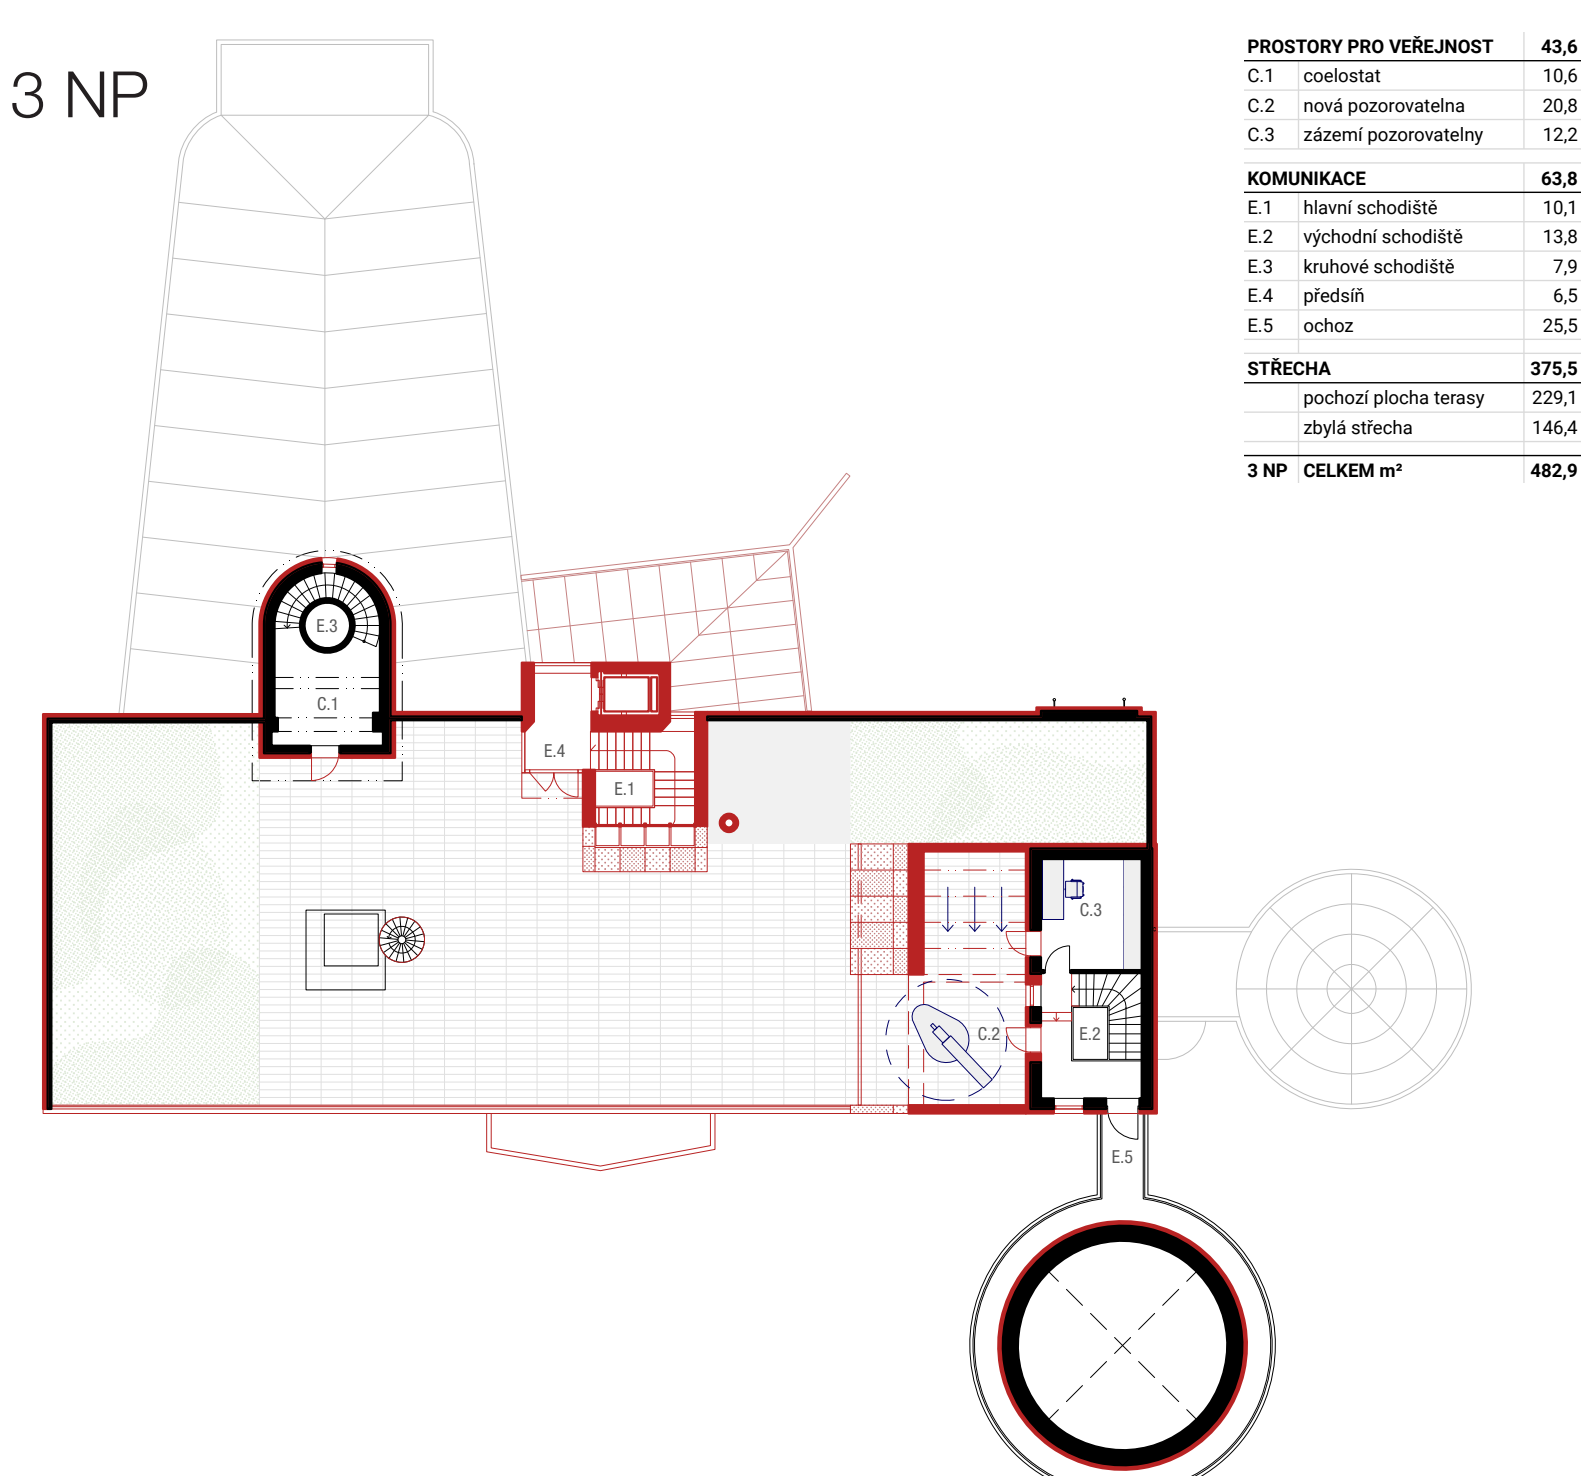 3 NP
PROSTORY PRO VEŘEJNOST 43,6
C.1 coelostat 10,6
C.2 nová pozorovatelna 20,8
C.3 zázemí pozorovatelny 12,2
KOMUNIKACE 63,8
E.1 hlavní schodiště 10,1
E.2 východní schodiště 13,8
E.3 kruhové schodiště 7,9
E.4 předsíň 6,5
E.5 ochoz 25,5
STŘECHA 375,5
pochozí plocha terasy 229,1
zbylá střecha 146,4
3 NP CELKEM m² 482,9
E.3
C.1
E.4
E.1
C.3
C.2
E.2
E.5